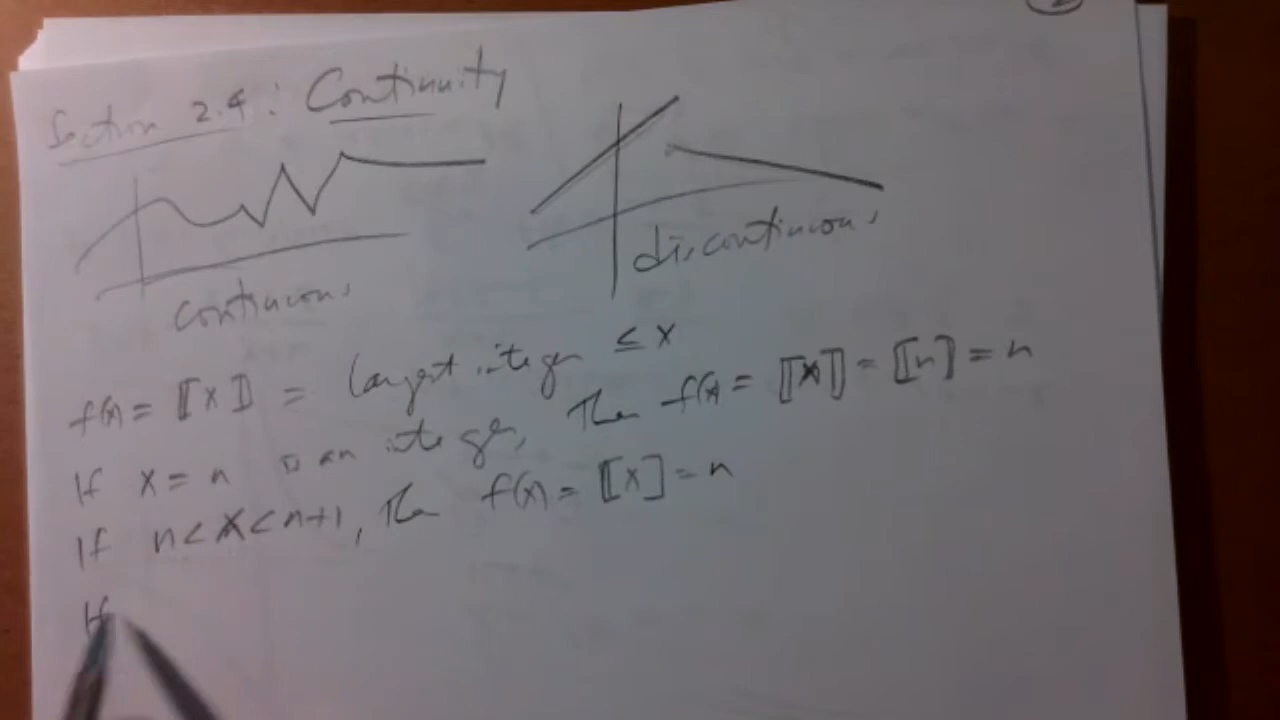 Section 2.4: Continuity
continuous
discontinuous
f(x) = ⟦x⟧ = largest integer ≤ x
If x = n is an integer, Then f(x) = ⟦x⟧ = ⟦n⟧ = n
If n < x < n+1, Then f(x) = ⟦x⟧ = n
If